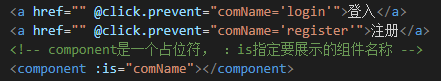 <a href="" @click.prevent="comName='login'">登入</a>
<a href="" @click.prevent="comName='register'">注册</a>
<!-- component是一个占位符， :is指定要展示的组件名称 -->
<component :is="comName"></component>